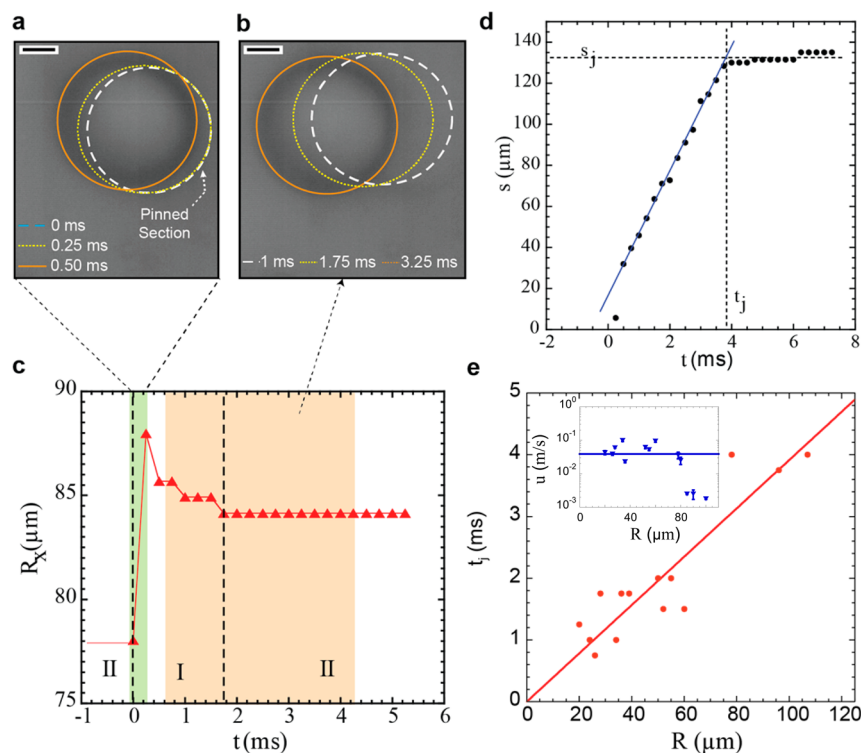 a
0 ms
0.25 ms
0.50 ms
Pinned
Section
b
1 ms
1.75 ms
3.25 ms
c
90
85
80
75
Rx(μm)
II
I
II
-1
0
1
2
3
4
5
6
t(ms)
d
140
120
100
80
60
40
20
0
s (μm)
sj
tj
-2
0
2
4
6
8
t (ms)
e
5
4
3
2
1
0
tj (ms)
10^0
10^-1
10^-2
10^-3
u (m/s)
0
40
80
R (μm)
0
20
40
60
80
100
120
R (μm)